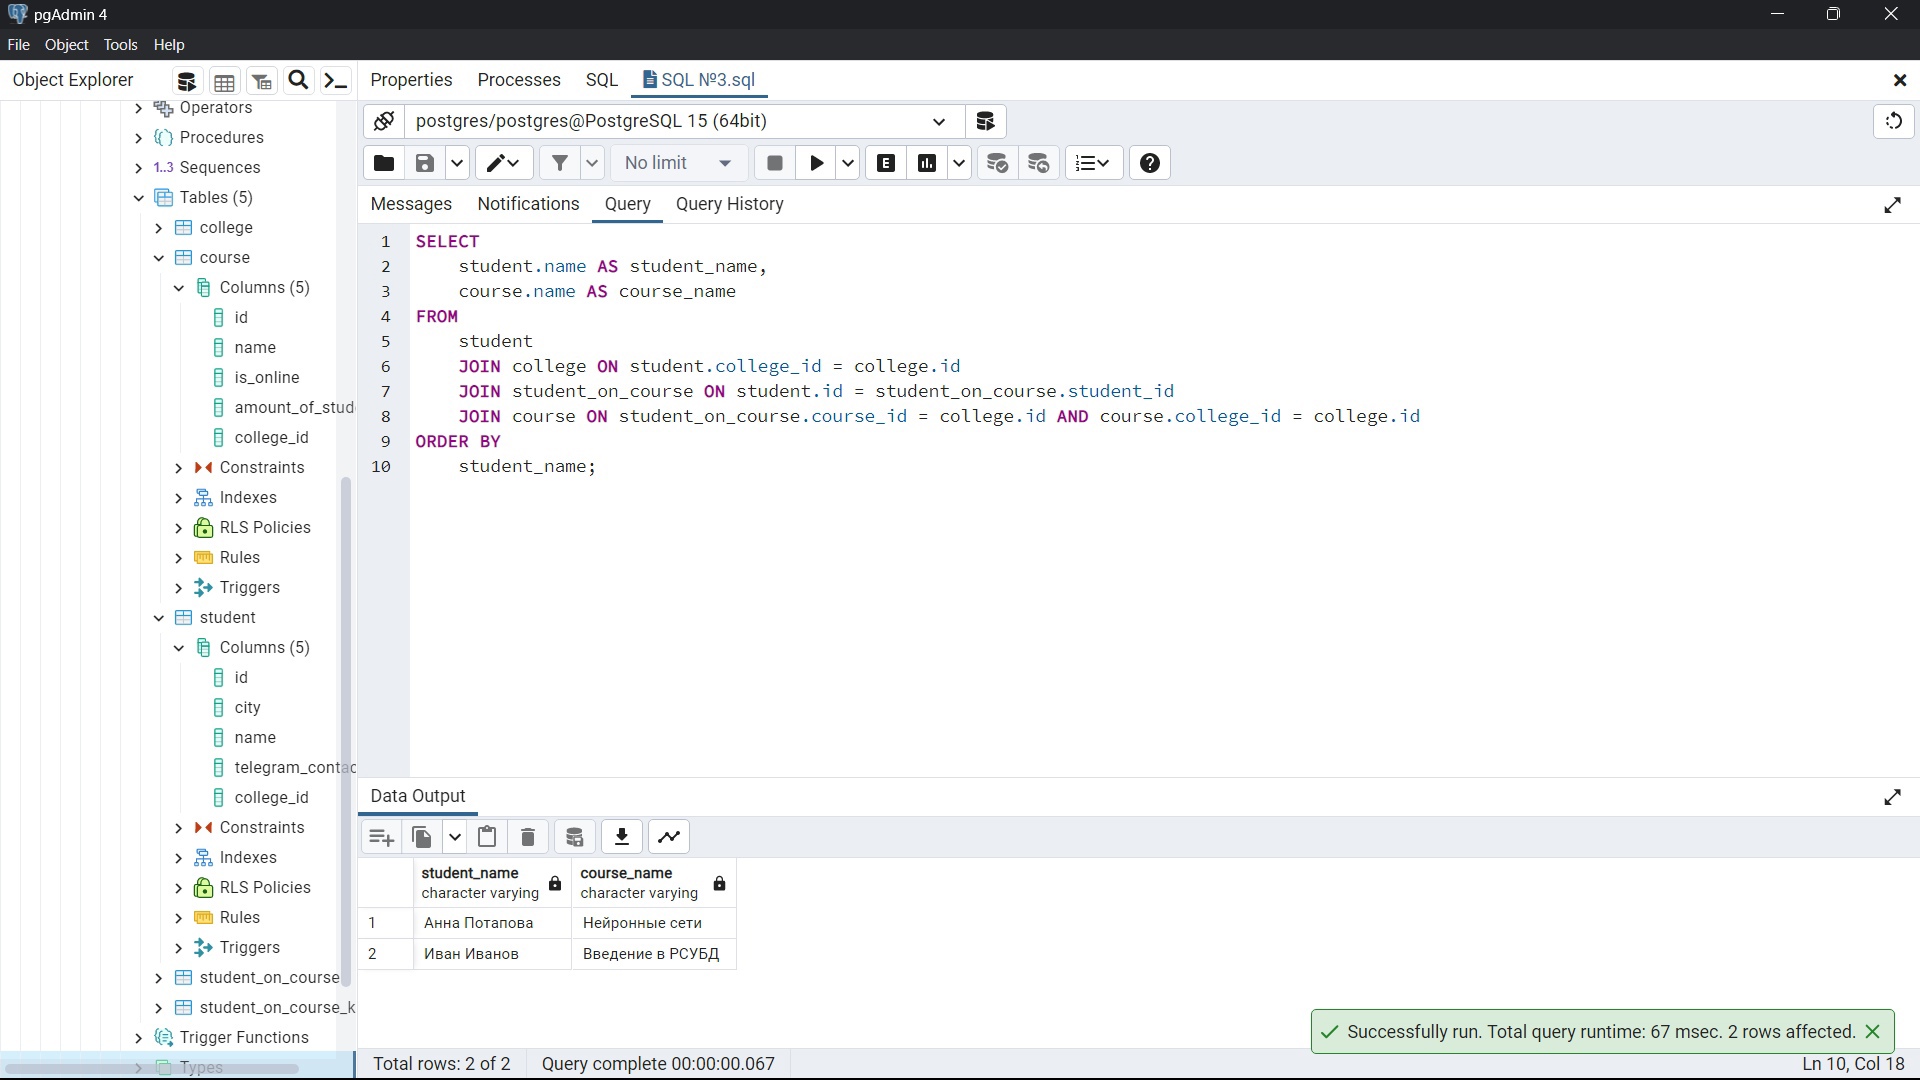 pgAdmin 4
File Object Tools Help
Object Explorer
Properties Processes SQL SQL №3.sql
postgres/postgres@PostgreSQL 15 (64bit)
No limit
E
Messages Notifications Query Query History
Operators
Procedures
1..3 Sequences
Tables (5)
college
course
Columns (5)
id
name
is_online
amount_of_stud
college_id
Constraints
Indexes
RLS Policies
Rules
Triggers
student
Columns (5)
id
city
name
telegram_contac
college_id
Constraints
Indexes
RLS Policies
Rules
Triggers
student_on_course
student_on_course_k
Trigger Functions
Types
1 SELECT
2 student.name AS student_name,
3 course.name AS course_name
4 FROM
5 student
6 JOIN college ON student.college_id = college.id
7 JOIN student_on_course ON student.id = student_on_course.student_id
8 JOIN course ON student_on_course.course_id = college.id AND course.college_id = college.id
9 ORDER BY
10 student_name;
Data Output
student_name course_name
character varying character varying
1 Анна Потапова Нейронные сети
2 Иван Иванов Введение в РСУБД
Successfully run. Total query runtime: 67 msec. 2 rows affected.
Total rows: 2 of 2 Query complete 00:00:00.067 Ln 10, Col 18